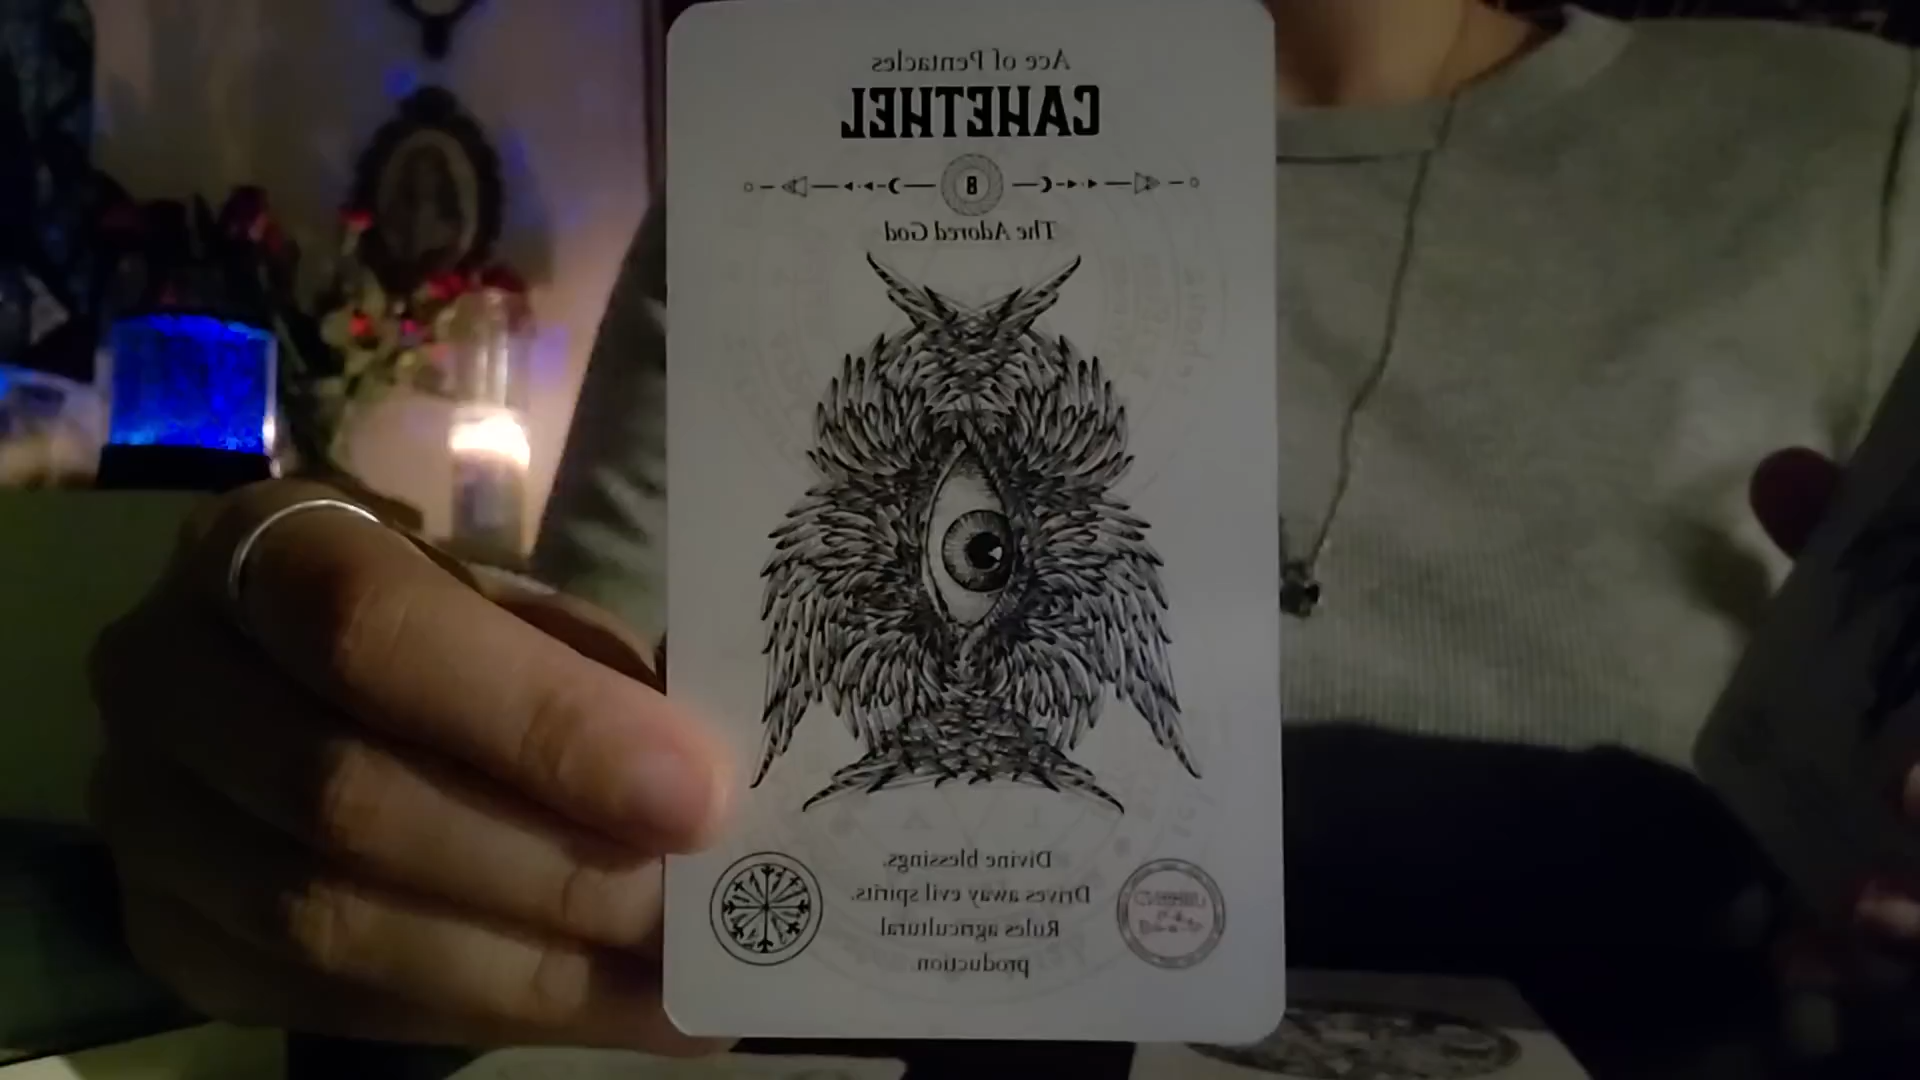 Ace of Pentacles
CAHETHEL
8
The Adored God
Divine blessings.
Drives away evil spirits.
Rules agricultural
production